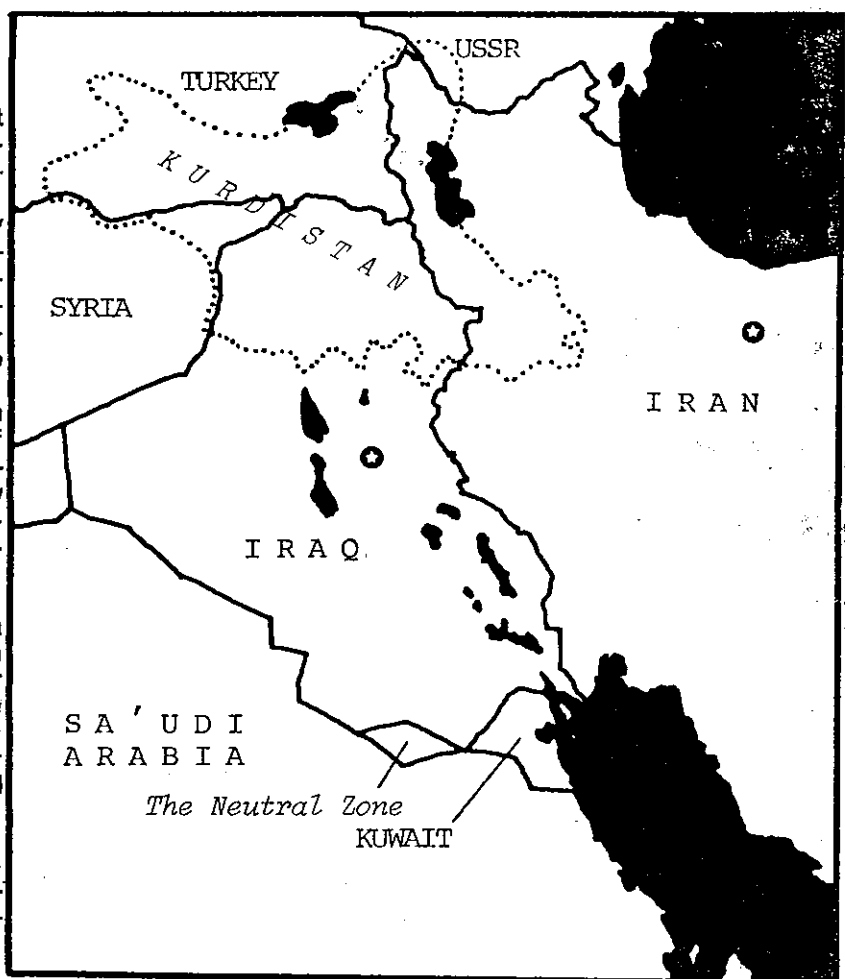 USSR
TURKEY
KURDISTAN
SYRIA
IRAN
IRAQ
SA'UDI
ARABIA
The Neutral Zone
KUWAIT